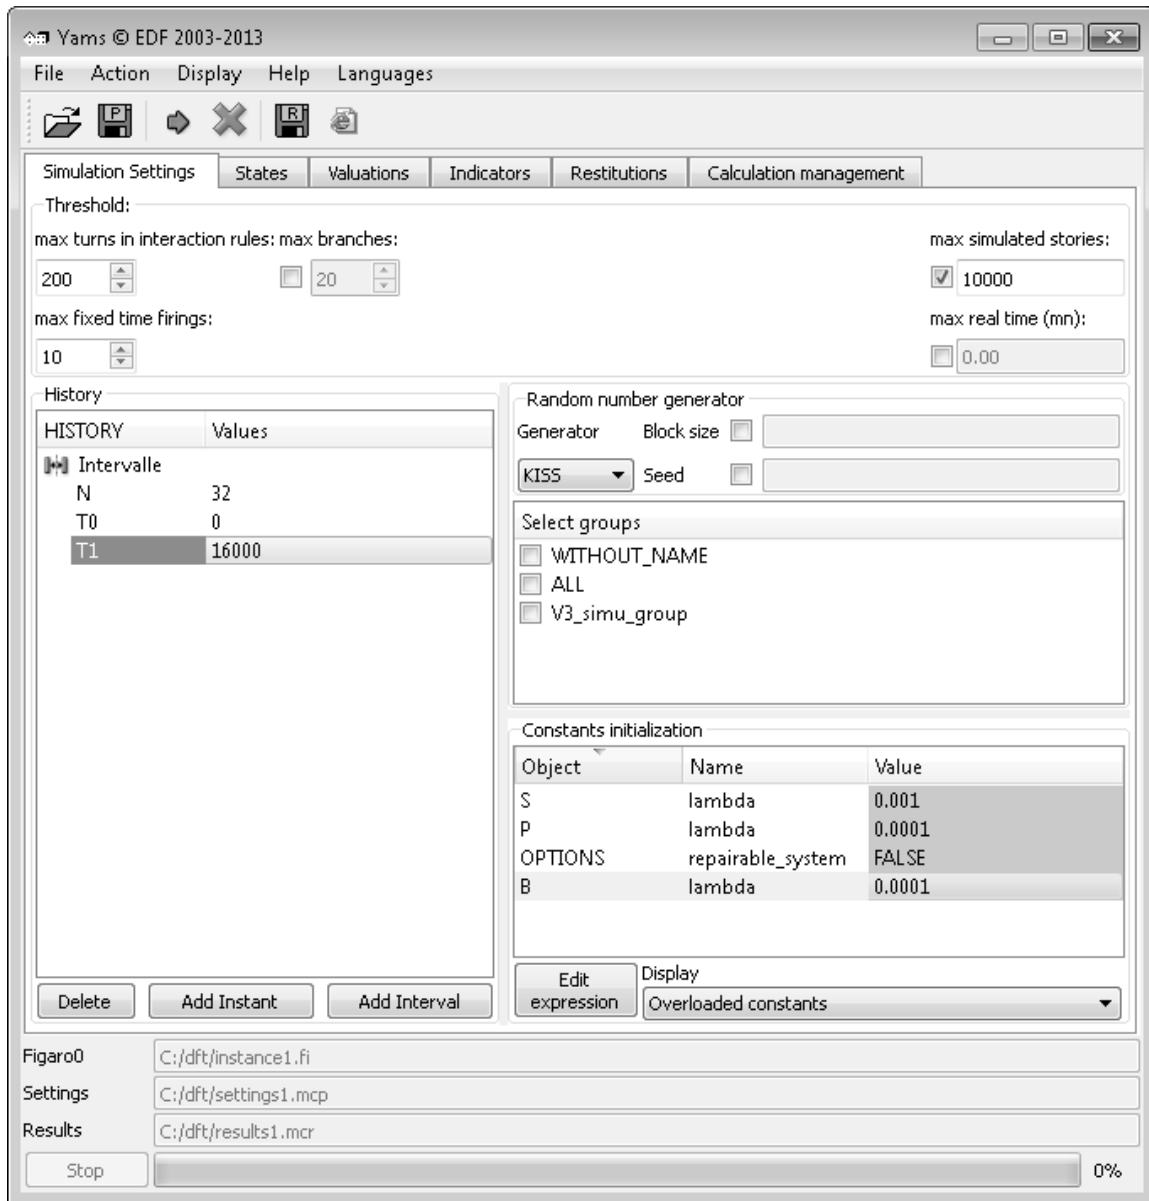 Yams © EDF 2003-2013
File Action Display Help Languages
P R
Simulation Settings States Valuations Indicators Restitutions Calculation management
Threshold:
max turns in interaction rules: max branches: max simulated stories:
200 20 10000
max fixed time firings: max real time (mn):
10 0.00
History
HISTORY Values
Intervalle
N 32
T0 0
T1 16000
Delete Add Instant Add Interval
Random number generator
Generator Block size
KISS Seed
Select groups
WITHOUT_NAME
ALL
V3_simu_group
Constants initialization
Object Name Value
S lambda 0.001
P lambda 0.0001
OPTIONS repairable_system FALSE
B lambda 0.0001
Edit expression
Display
Overloaded constants
Figaro0 C:/dft/instance1.fi
Settings C:/dft/settings1.mcp
Results C:/dft/results1.mcr
Stop 0%